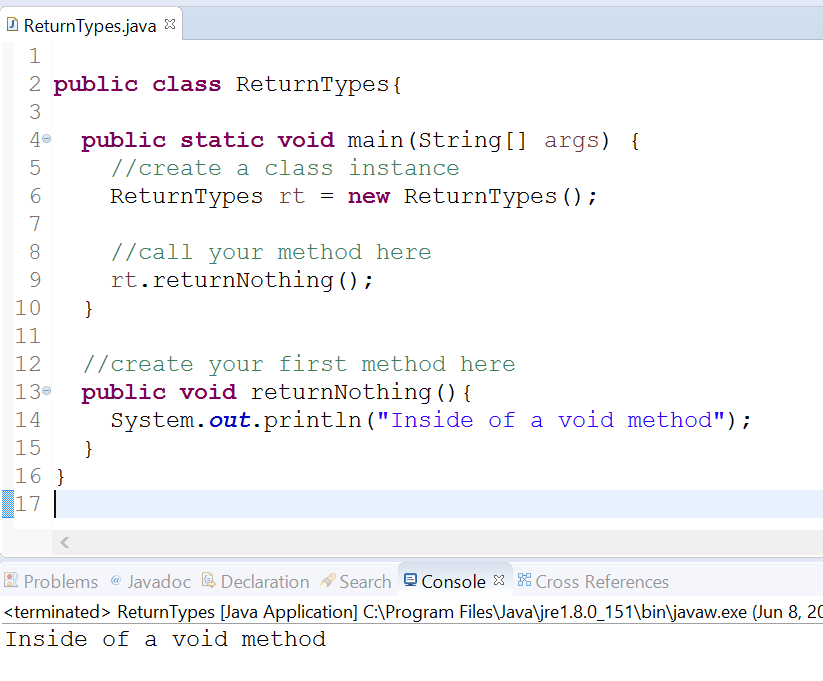 ReturnTypes.java
1
2 public class ReturnTypes{
3
4 public static void main(String[] args) {
5 //create a class instance
6 ReturnTypes rt = new ReturnTypes();
7
8 //call your method here
9 rt.returnNothing();
10 }
11
12 //create your first method here
13 public void returnNothing(){
14 System.out.println("Inside of a void method");
15 }
16 }
17
Problems @ Javadoc Declaration Search Console Cross References
<terminated> ReturnTypes [Java Application] C:\Program Files\Java\jre1.8.0_151\bin\javaw.exe (Jun 8, 20
Inside of a void method